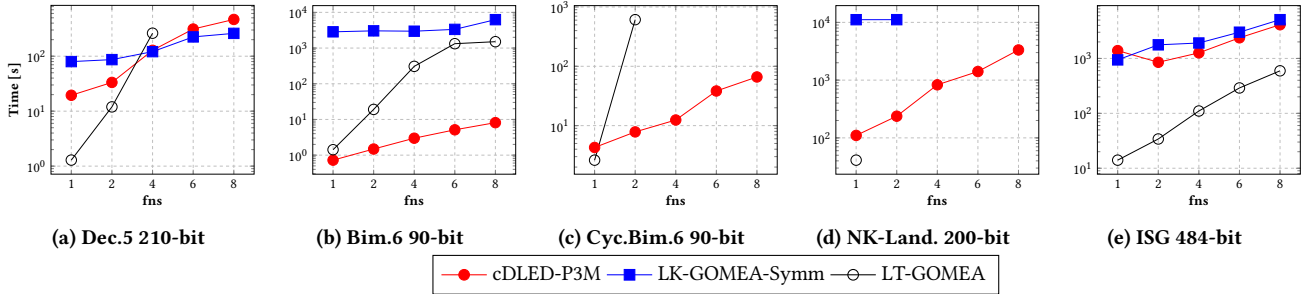 Time [s]
10^2
10^1
10^0
1 2 4 6 8
fns
(a) Dec.5 210-bit
10^4
10^3
10^2
10^1
10^0
1 2 4 6 8
fns
(b) Bim.6 90-bit
10^3
10^2
10^1
1 2 4 6 8
fns
(c) Cyc.Bim.6 90-bit
10^4
10^3
10^2
1 2 4 6 8
fns
(d) NK-Land. 200-bit
10^4
10^3
10^2
10^1
1 2 4 6 8
fns
(e) ISG 484-bit
cDLED-P3M LK-GOMEA-Symm LT-GOMEA